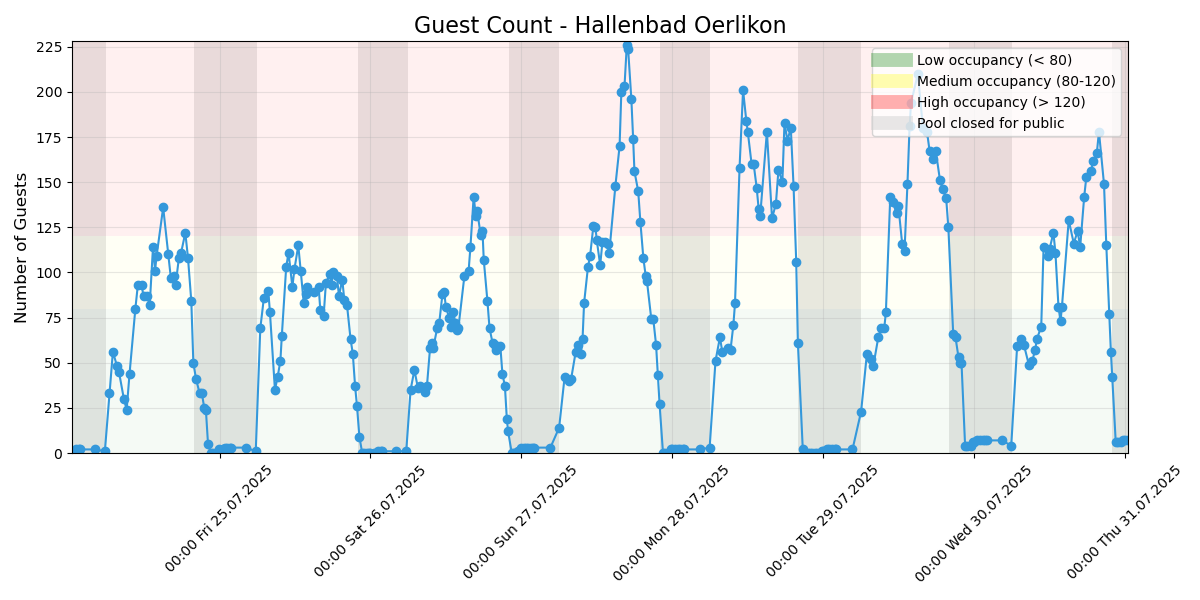 Guest Count - Hallenbad Oerlikon
Number of Guests
225
200
175
150
125
100
75
50
25
0
Low occupancy (< 80)
Medium occupancy (80-120)
High occupancy (> 120)
Pool closed for public
00:00 Fri 25.07.2025
00:00 Sat 26.07.2025
00:00 Sun 27.07.2025
00:00 Mon 28.07.2025
00:00 Tue 29.07.2025
00:00 Wed 30.07.2025
00:00 Thu 31.07.2025